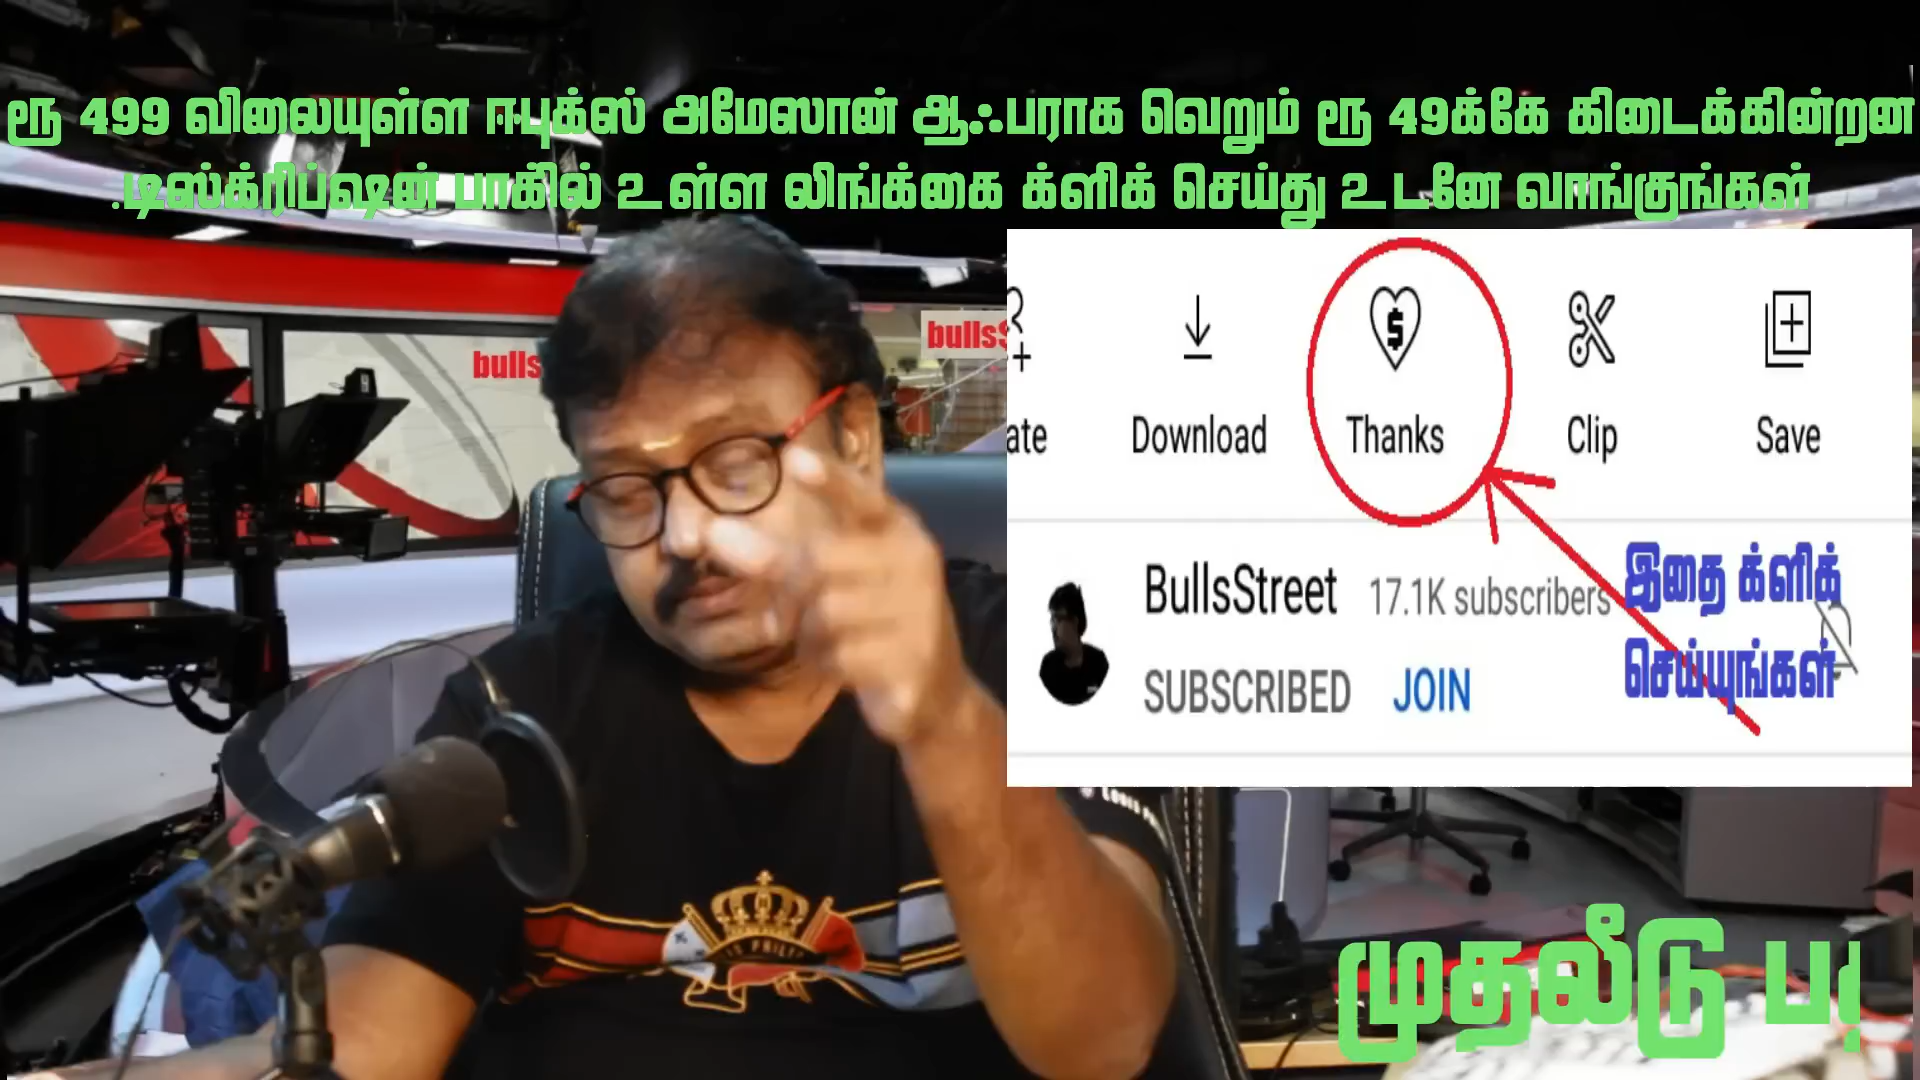 ரூ 499 விலையுள்ள ஈபுக்ஸ் அமேஸான் ஆஃபராக வெறும் ரூ 49க்கே கிடைக்கின்றன
.டிஸ்க்ரிப்ஷன் பாகில் உள்ள லிங்க்கை க்ளிக் செய்து உடனே வாங்குங்கள்
bulls
bullsS
ate Download Thanks Clip Save
BullsStreet 17.1K subscribers
SUBSCRIBED JOIN
இதை க்ளிக்
செய்யுங்கள்
முதலீடு